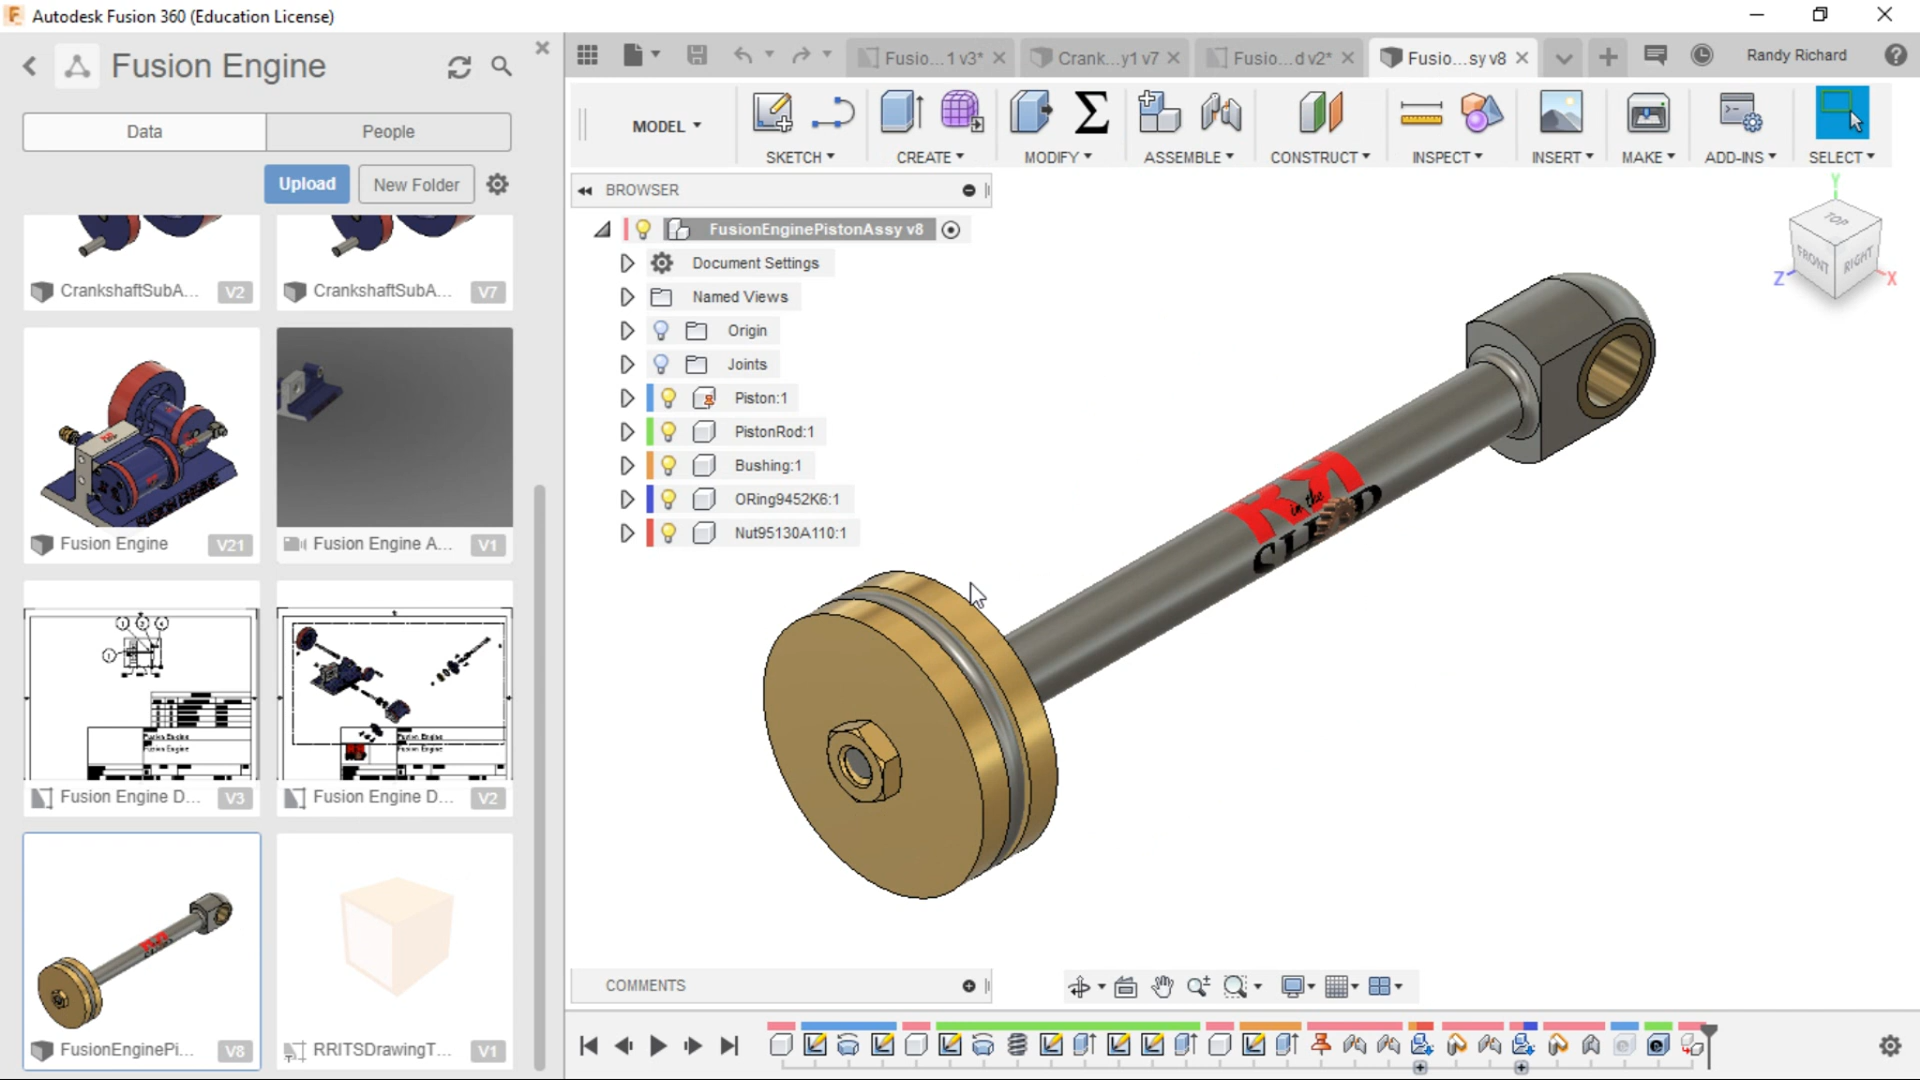 Autodesk Fusion 360 (Education License)
Fusion Engine
Data
People
Upload
New Folder
CrankshaftSubA...
V2
CrankshaftSubA...
V7
Fusion Engine
V21
Fusion Engine A...
V1
Fusion Engine D...
V3
Fusion Engine D...
V2
FusionEnginePi...
V8
RRITSDrawingT...
V1
Fusio...1 v3*
Crank...y1 v7
Fusio...d v2*
Fusio...sy v8
Randy Richard
MODEL
SKETCH
CREATE
MODIFY
ASSEMBLE
CONSTRUCT
INSPECT
INSERT
MAKE
ADD-INS
SELECT
BROWSER
FusionEnginePistonAssy v8
Document Settings
Named Views
Origin
Joints
Piston:1
PistonRod:1
Bushing:1
ORing9452K6:1
Nut95130A110:1
Y
TOP
FRONT
RIGHT
Z
X
in the
COMMENTS